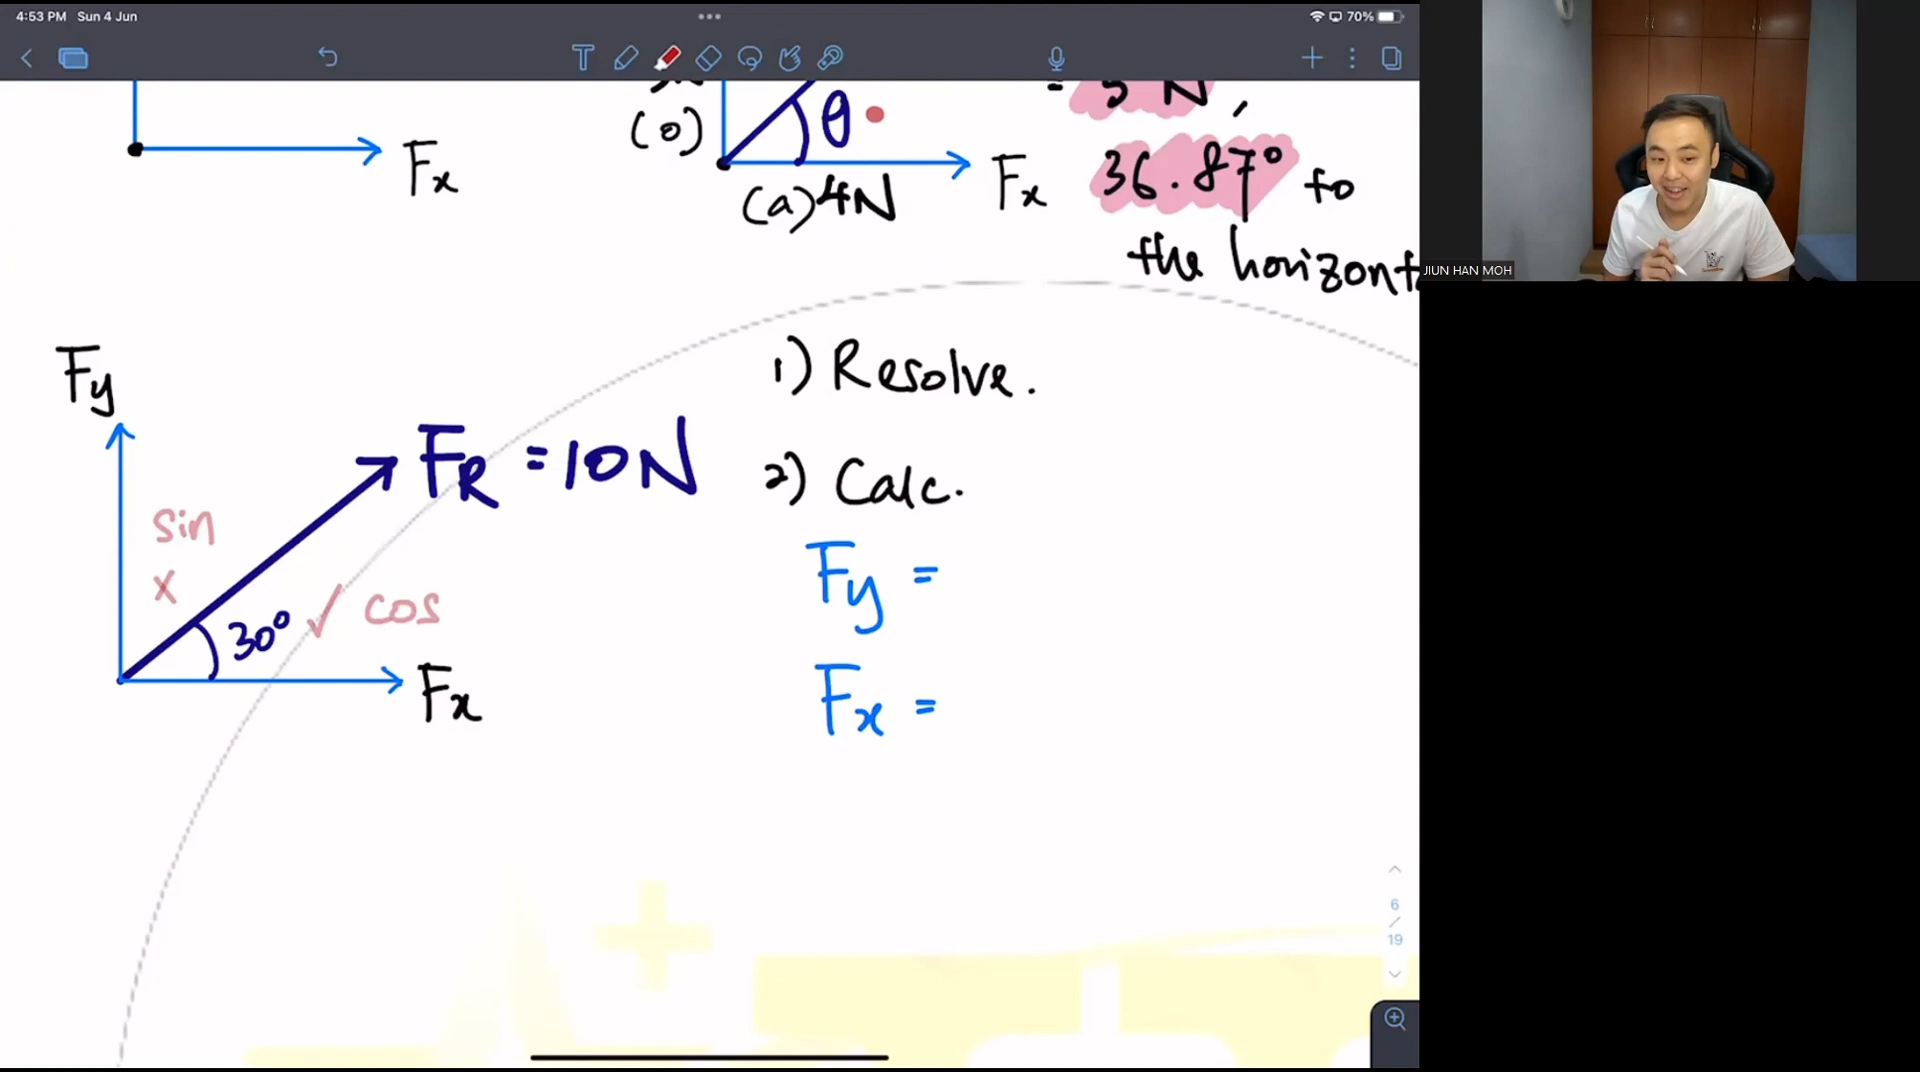 4:53 PM Sun 4 Jun
70%
T
Fx
(o)
θ
(a) 4N
Fx
= 5 N,
36.87° to
the horizont
JIUN HAN MOH
Fy
FR = 10N
sin
x
30° ✓ cos
Fx
1) Resolve.
2) Calc.
Fy =
Fx =
6
/
19